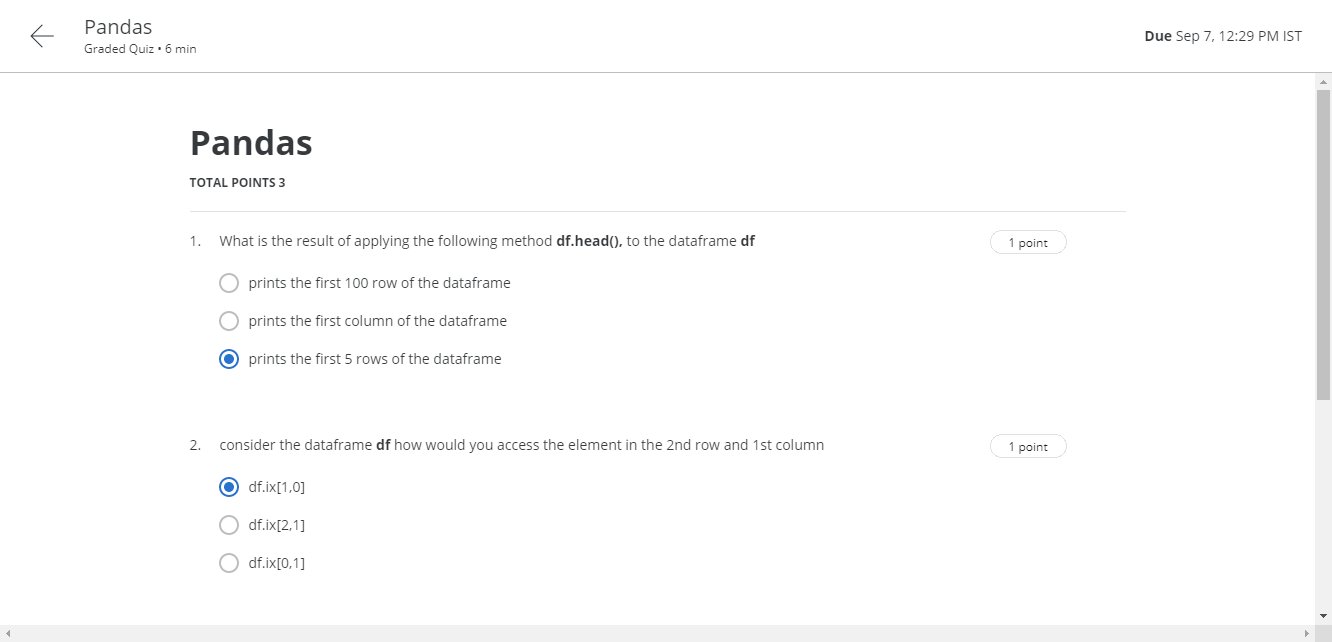 Pandas
Graded Quiz • 6 min
Due Sep 7, 12:29 PM IST
Pandas
TOTAL POINTS 3
1. What is the result of applying the following method df.head(), to the dataframe df
1 point
prints the first 100 row of the dataframe
prints the first column of the dataframe
prints the first 5 rows of the dataframe
2. consider the dataframe df how would you access the element in the 2nd row and 1st column
1 point
df.ix[1,0]
df.ix[2,1]
df.ix[0,1]